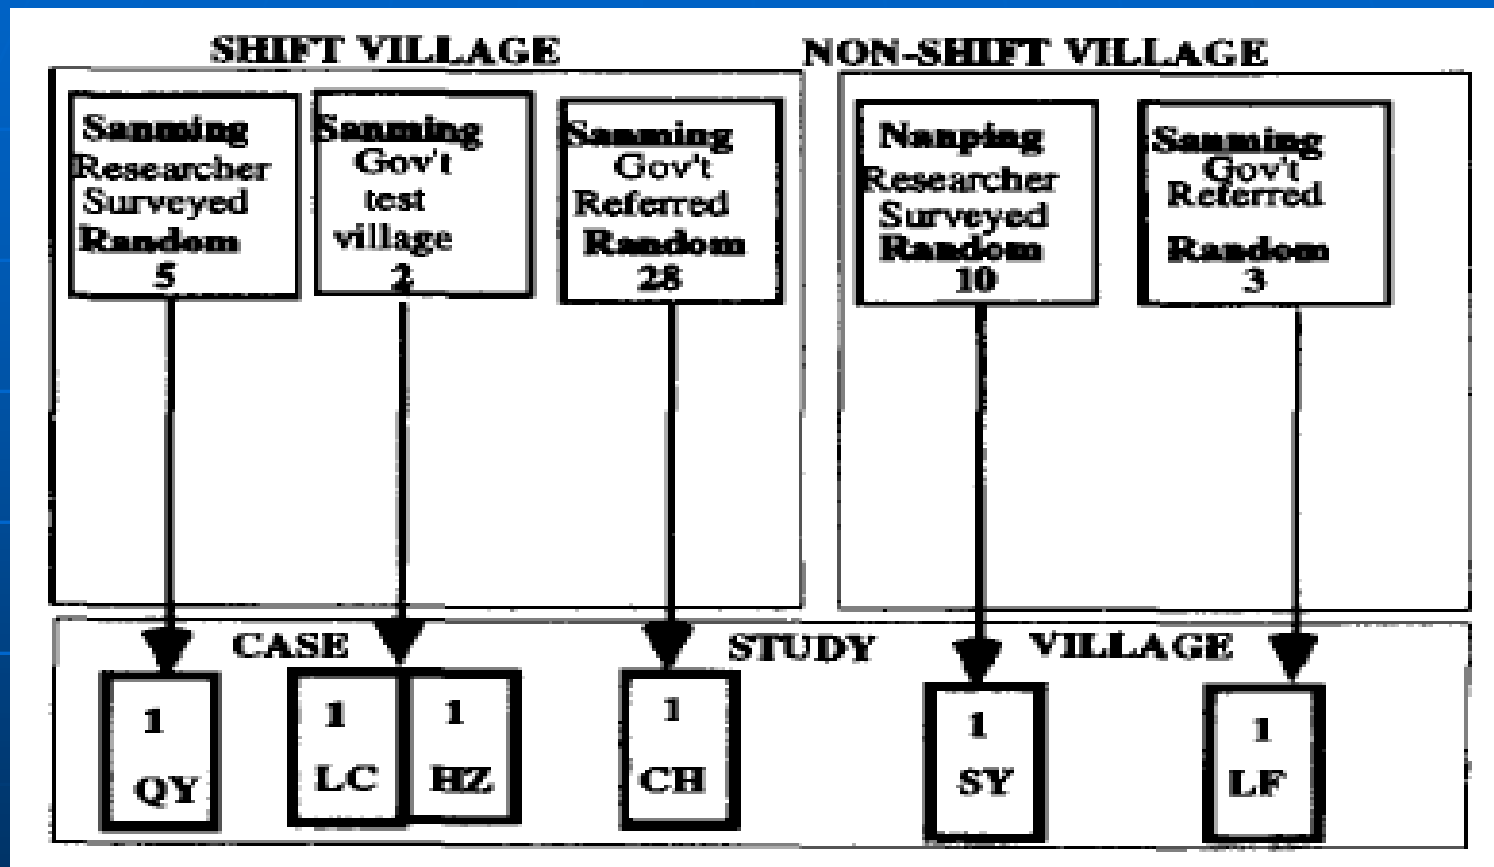 SHIFT VILLAGE
NON-SHIFT VILLAGE
Sanming
Researcher
Surveyed
Random
5
Sanming
Gov't
test
village
2
Sanming
Gov't
Referred
Random
28
Nanping
Researcher
Surveyed
Random
10
Sanming
Gov't
Referred
Random
3
CASE STUDY VILLAGE
1
QY
1
LC
1
HZ
1
CH
1
SY
1
LF